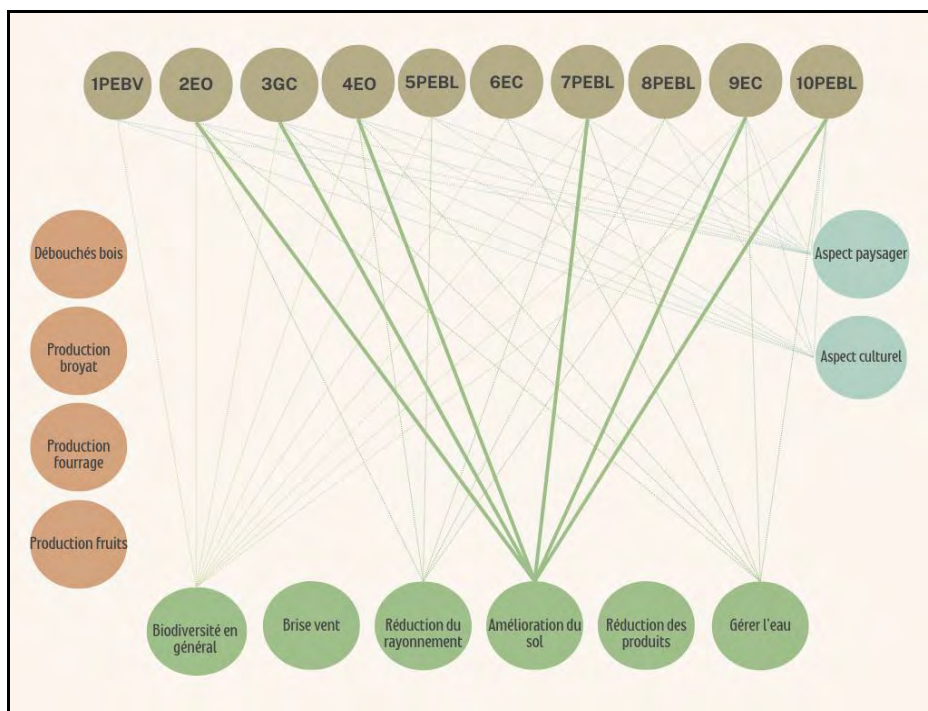 1PEBV 2EO 3GC 4EO 5PEBL 6EC 7PEBL 8PEBL 9EC 10PEBL
Débouchés bois
Production
broyat
Production
fourrage
Production fruits
Aspect paysager
Aspect culturel
Biodiversité en
général
Brise vent
Réduction du
rayonnement
Amélioration du
sol
Réduction des
produits
Gérer l'eau